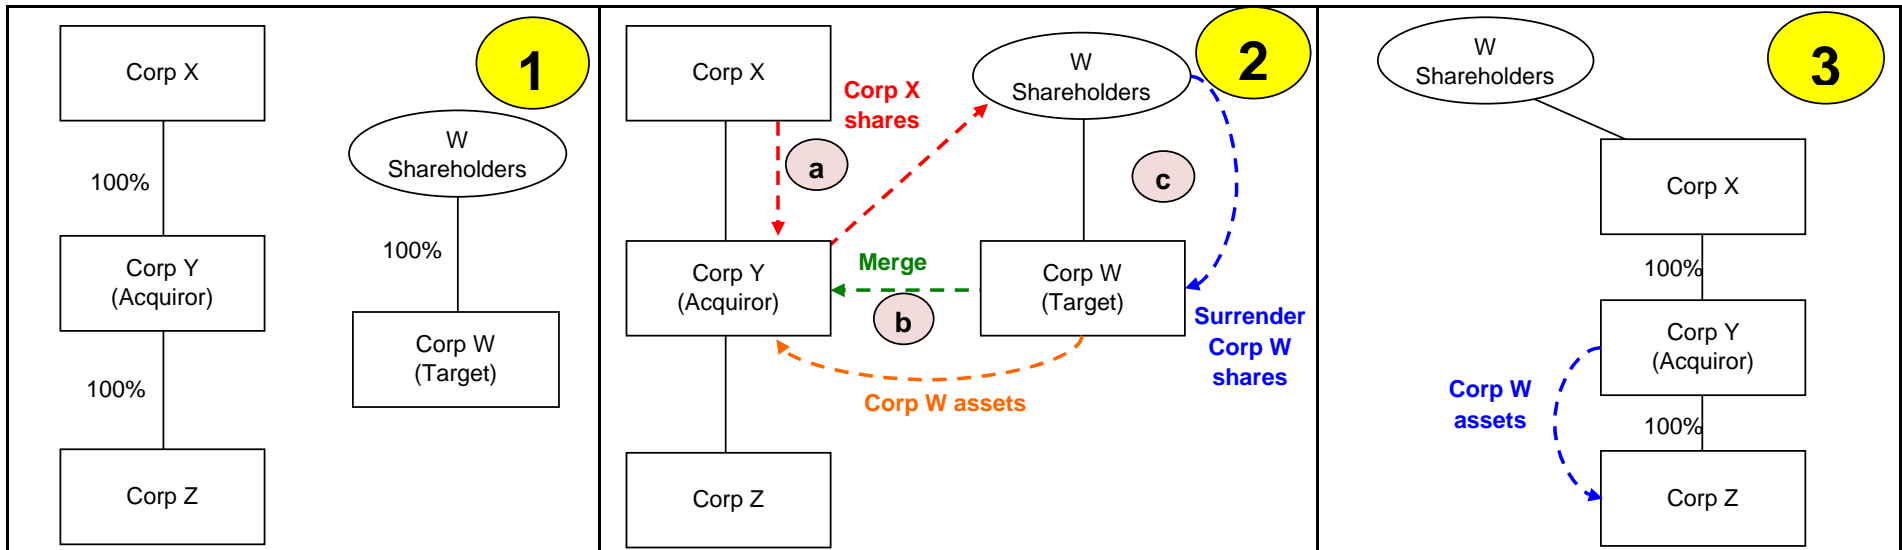 1
Corp X
100%
Corp Y
(Acquiror)
100%
Corp Z
W
Shareholders
100%
Corp W
(Target)
2
Corp X
Corp X
shares
a
W
Shareholders
c
Corp Y
(Acquiror)
Merge
b
Corp W
(Target)
Surrender
Corp W
shares
Corp W assets
Corp Z
3
W
Shareholders
Corp X
100%
Corp Y
(Acquiror)
Corp W
assets
100%
Corp Z